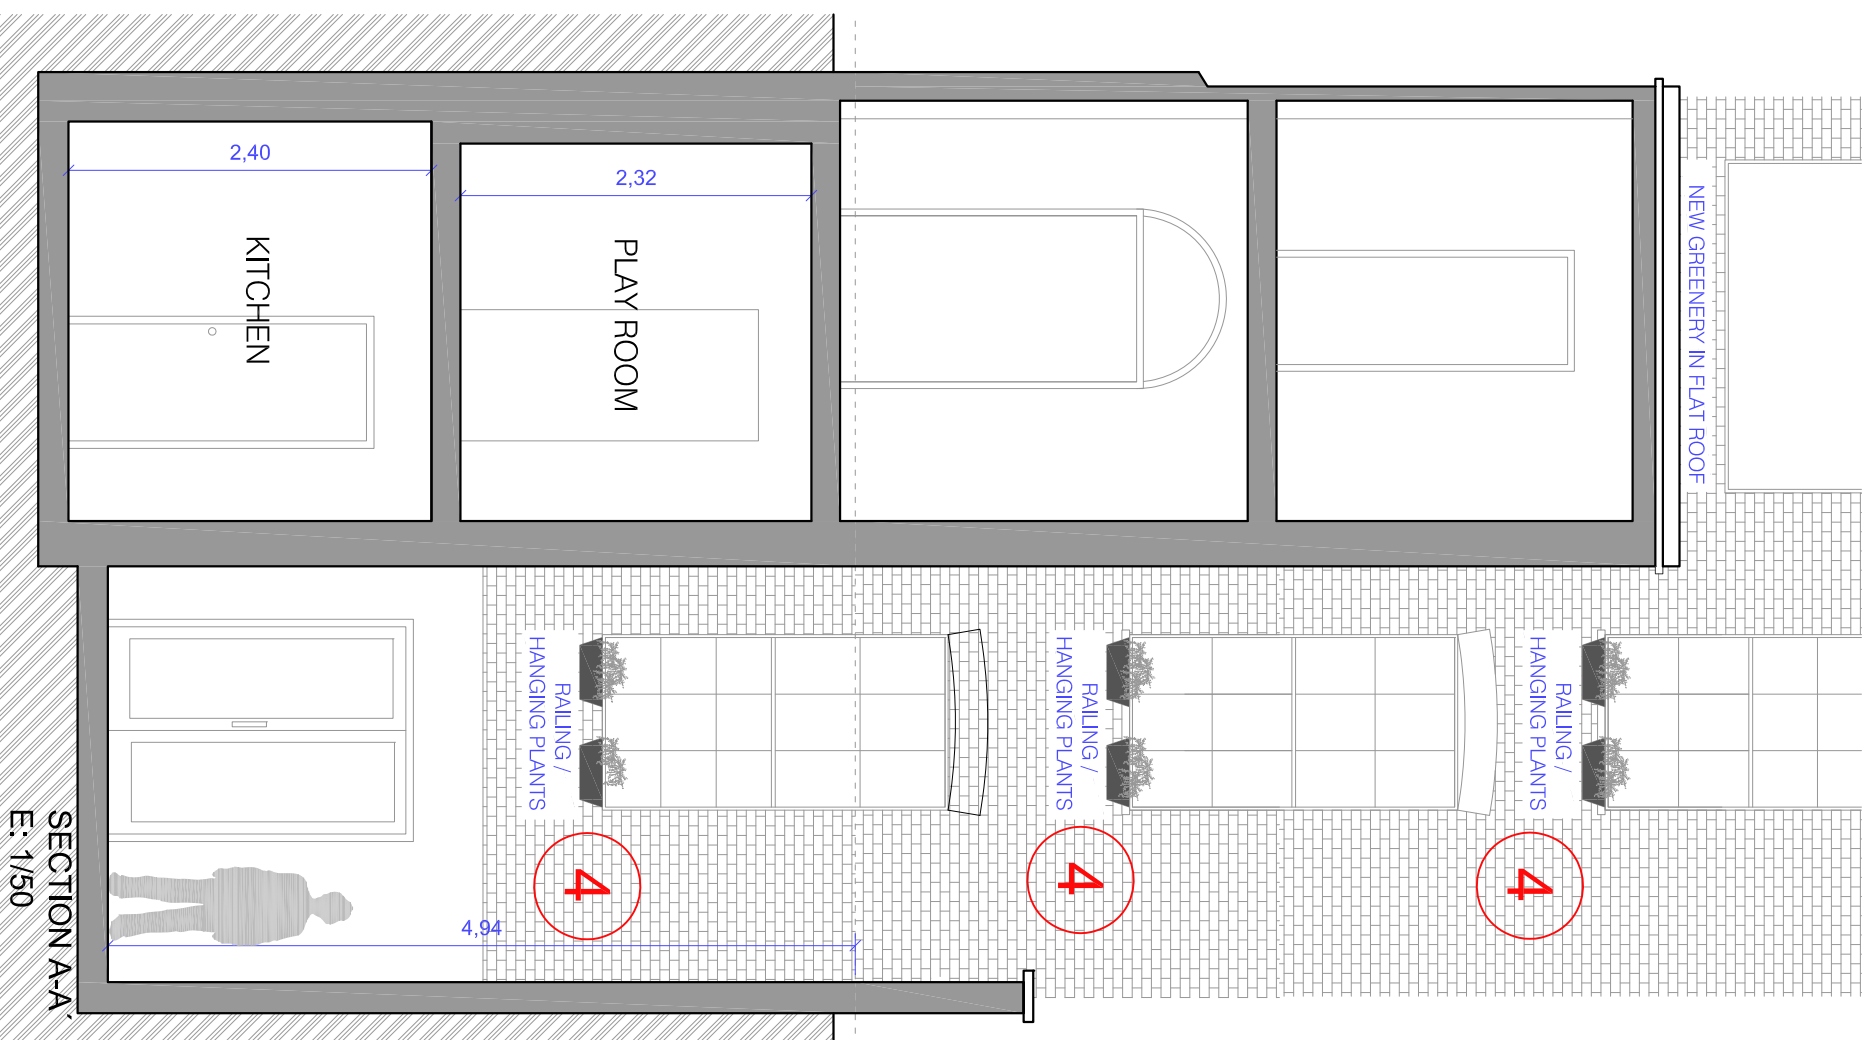 NEW GREENERY IN FLAT ROOF
2,40
2,32
KITCHEN
PLAY ROOM
RAILING /
HANGING PLANTS
RAILING /
HANGING PLANTS
RAILING /
HANGING PLANTS
4
4
4
4,94
SECTION A-A´
E: 1/50